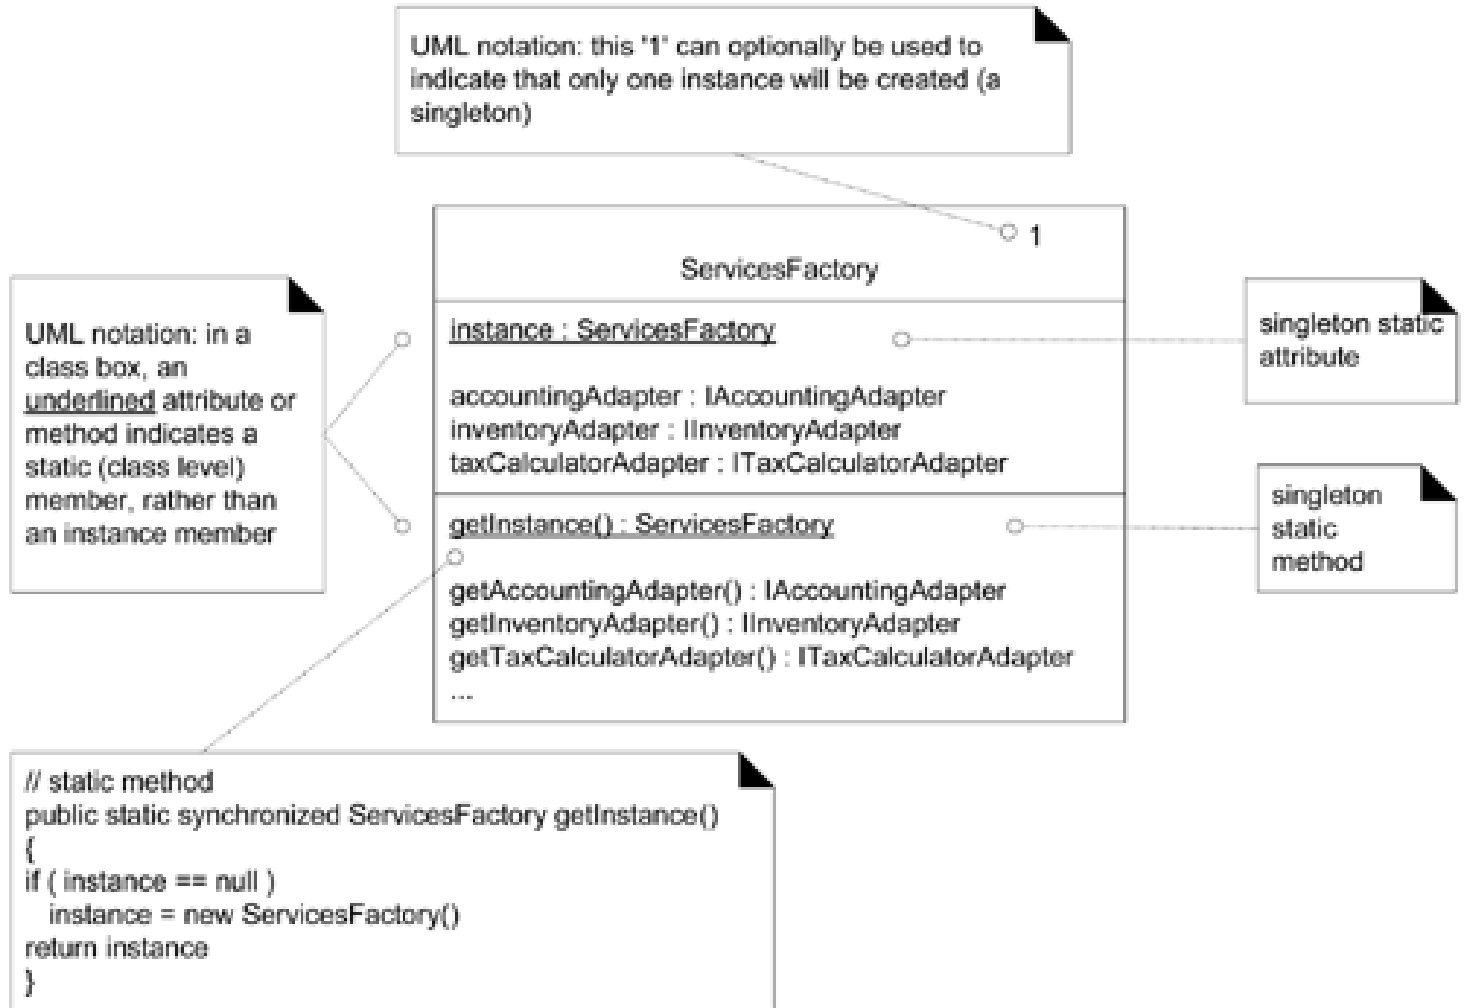 UML notation: this '1' can optionally be used to
indicate that only one instance will be created (a
singleton)
1
ServicesFactory
UML notation: in a
class box, an
underlined attribute or
method indicates a
static (class level)
member, rather than
an instance member
instance : ServicesFactory
accountingAdapter : IAccountingAdapter
inventoryAdapter : IInventoryAdapter
taxCalculatorAdapter : ITaxCalculatorAdapter
singleton static
attribute
getInstance() : ServicesFactory
getAccountingAdapter() : IAccountingAdapter
getInventoryAdapter() : IInventoryAdapter
getTaxCalculatorAdapter() : ITaxCalculatorAdapter
...
singleton
static
method
// static method
public static synchronized ServicesFactory getInstance()
{
if ( instance == null )
instance = new ServicesFactory()
return instance
}